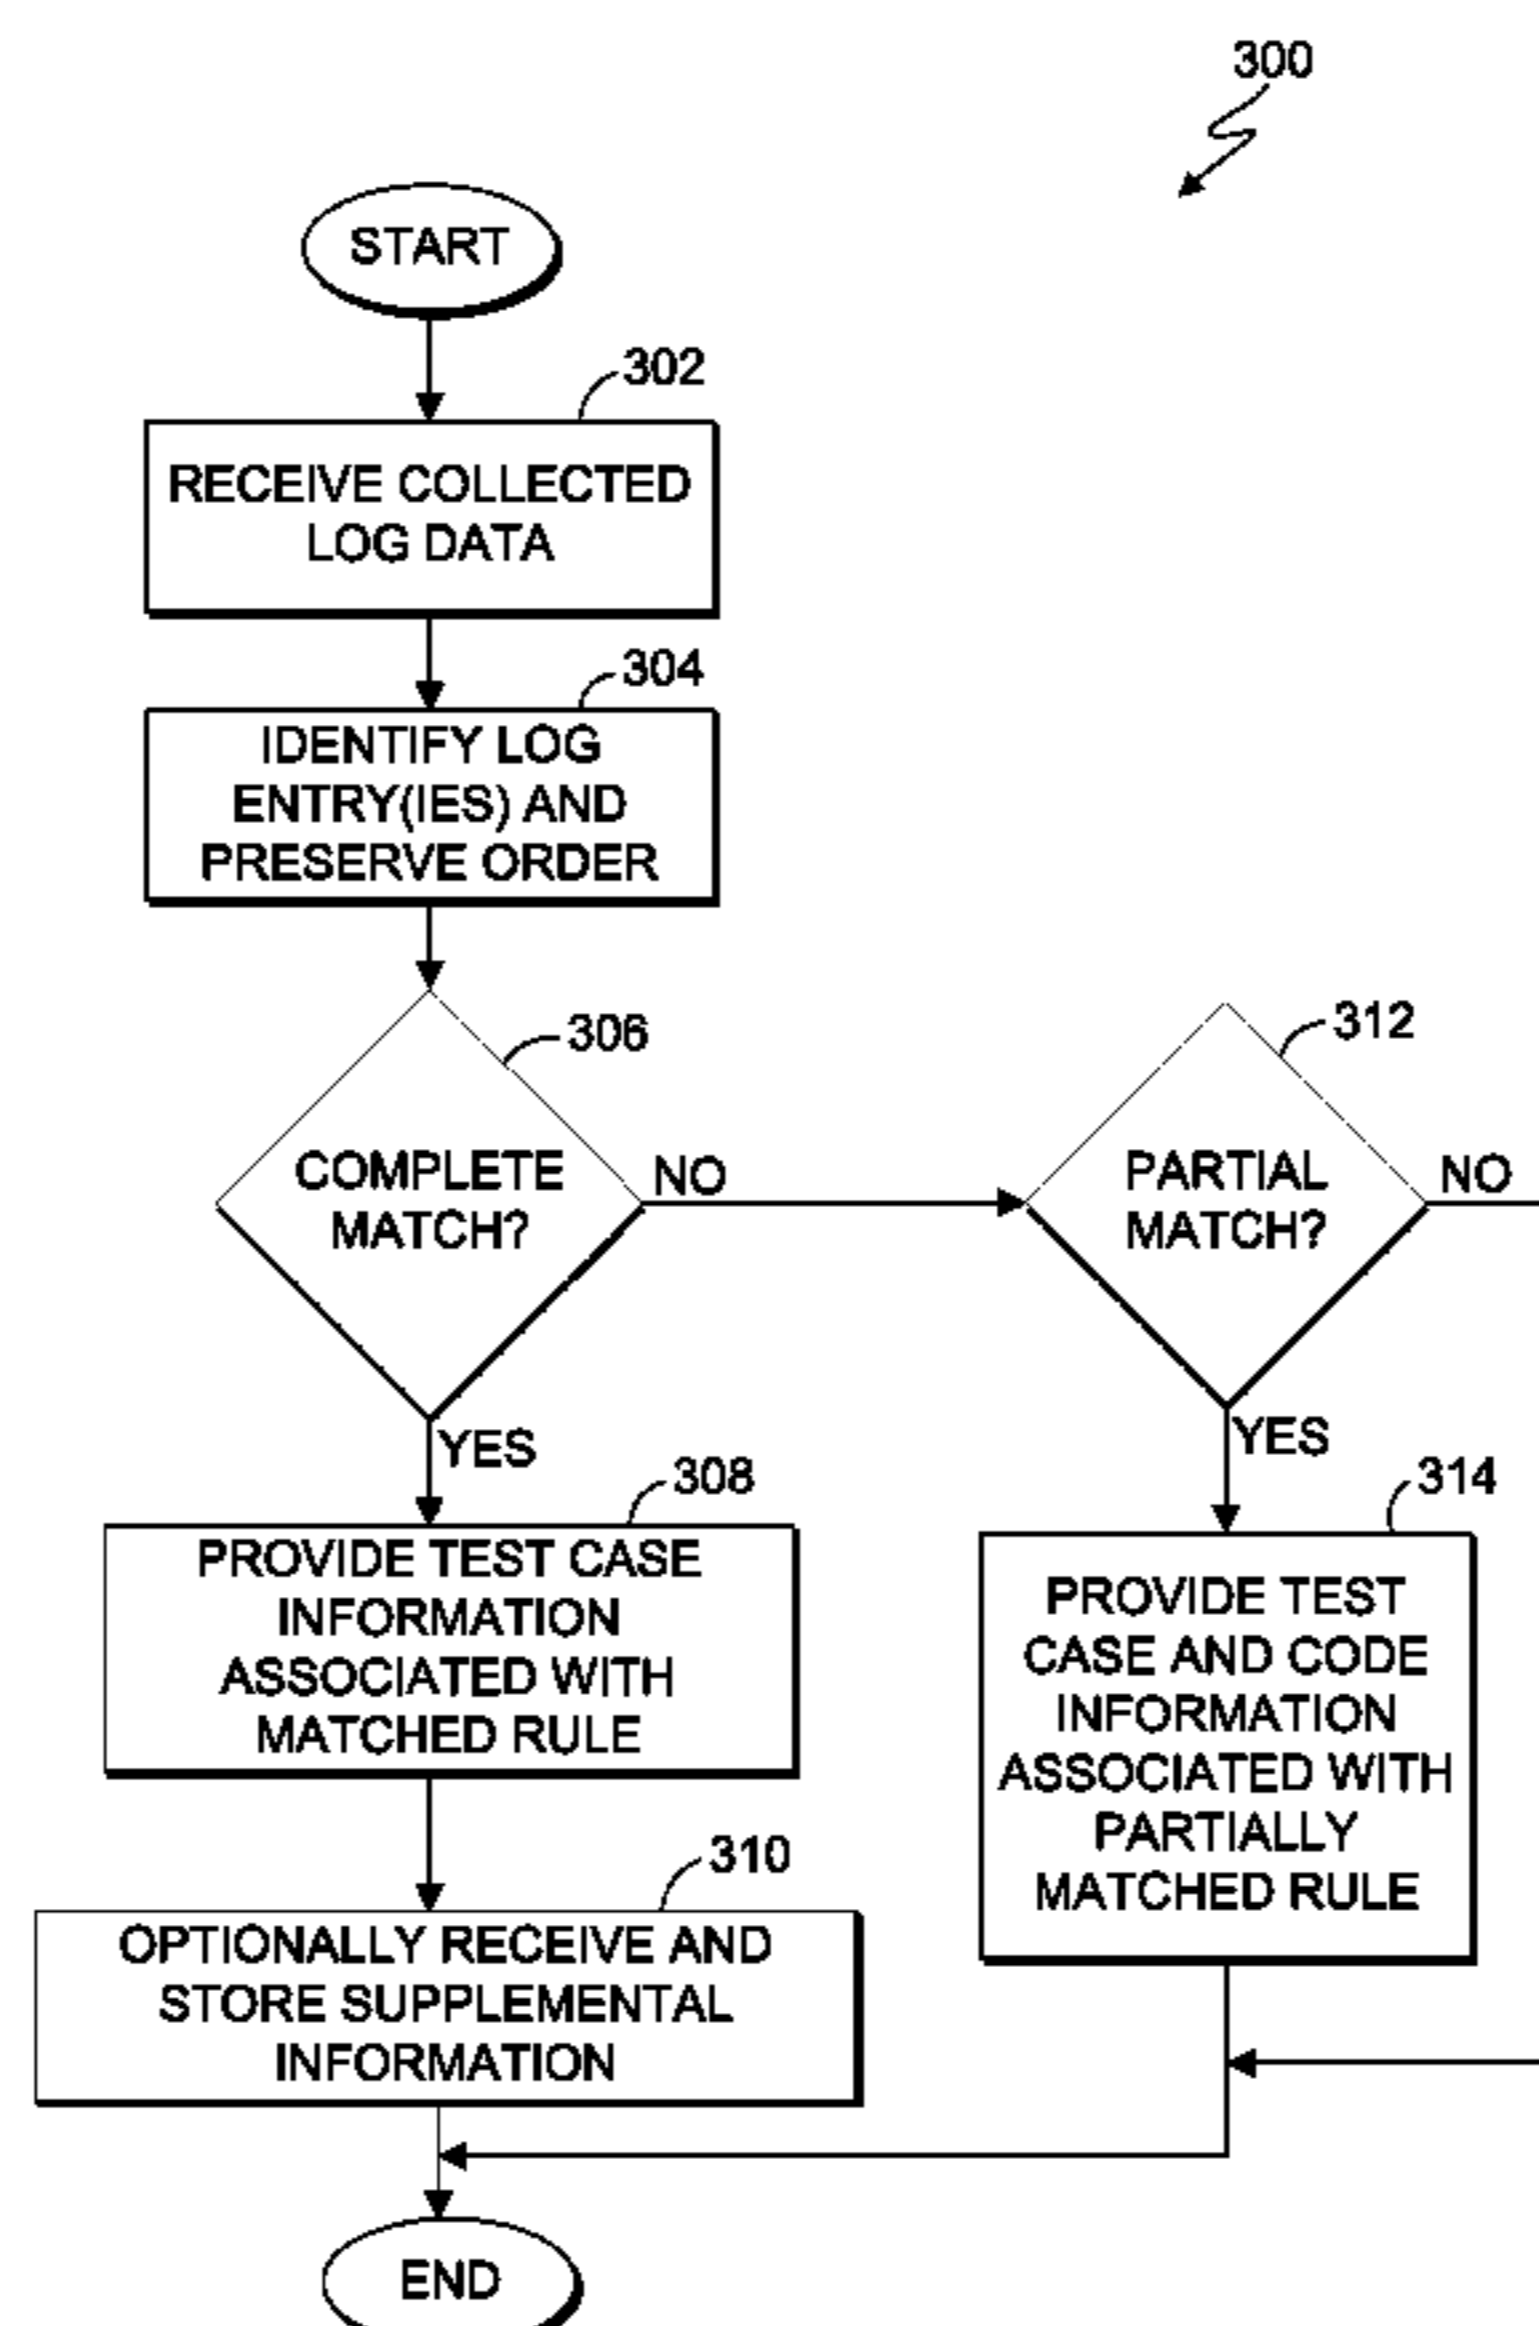 300
START
302
RECEIVE COLLECTED
LOG DATA
304
IDENTIFY LOG
ENTRY(IES) AND
PRESERVE ORDER
306
COMPLETE
MATCH?
NO
YES
312
PARTIAL
MATCH?
NO
YES
308
PROVIDE TEST CASE
INFORMATION
ASSOCIATED WITH
MATCHED RULE
314
PROVIDE TEST
CASE AND CODE
INFORMATION
ASSOCIATED WITH
PARTIALLY
MATCHED RULE
310
OPTIONALLY RECEIVE AND
STORE SUPPLEMENTAL
INFORMATION
END